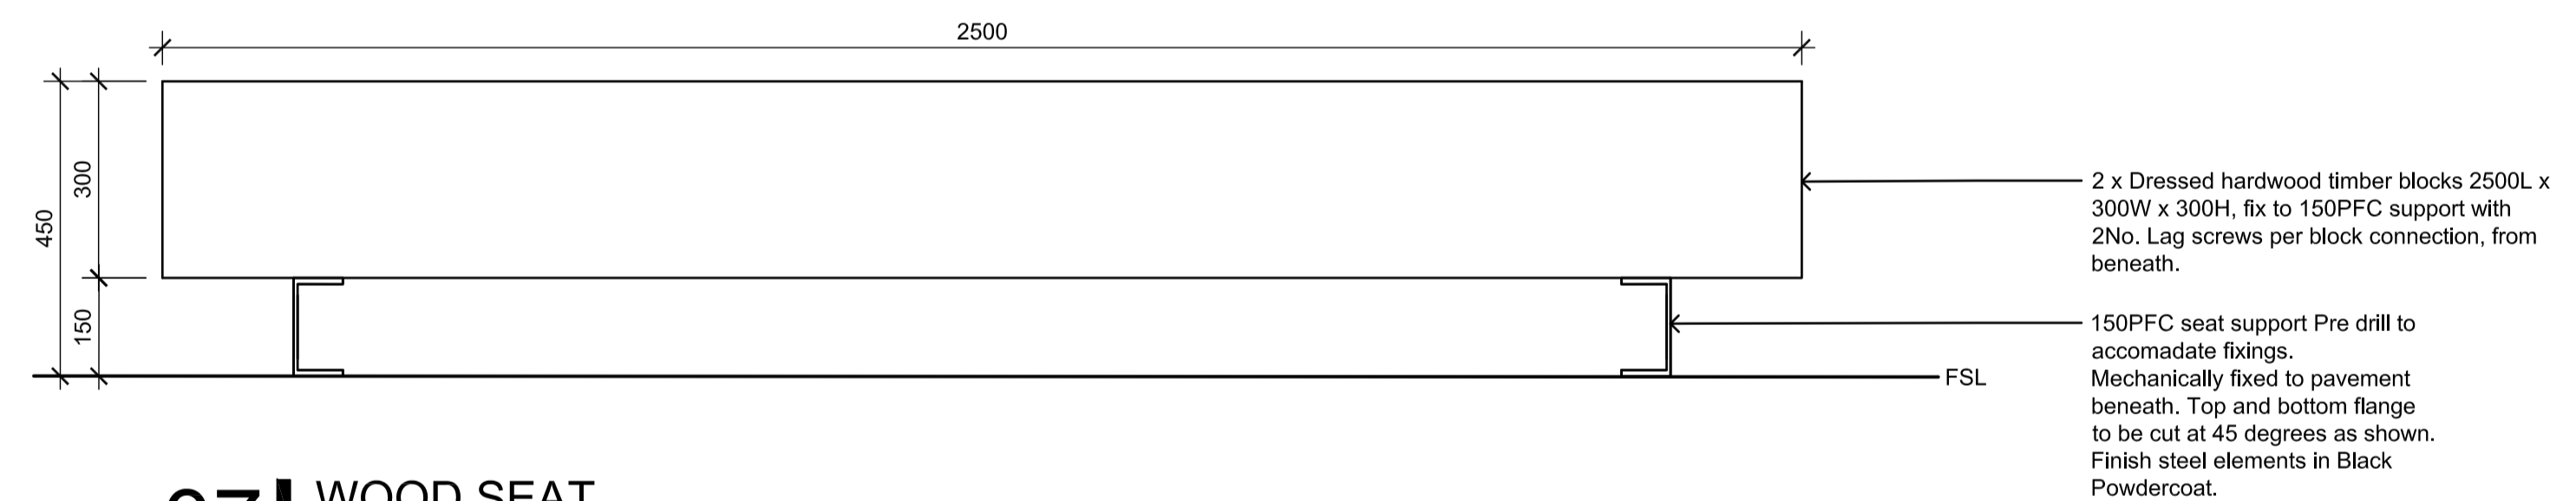 2500
300
450
150
2 x Dressed hardwood timber blocks 2500L x
300W x 300H, fix to 150PFC support with
2No. Lag screws per block connection, from
beneath.
150PFC seat support Pre drill to
accomadate fixings.
Mechanically fixed to pavement
beneath. Top and bottom flange
to be cut at 45 degrees as shown.
Finish steel elements in Black
Powdercoat.
FSL
WOOD SEAT